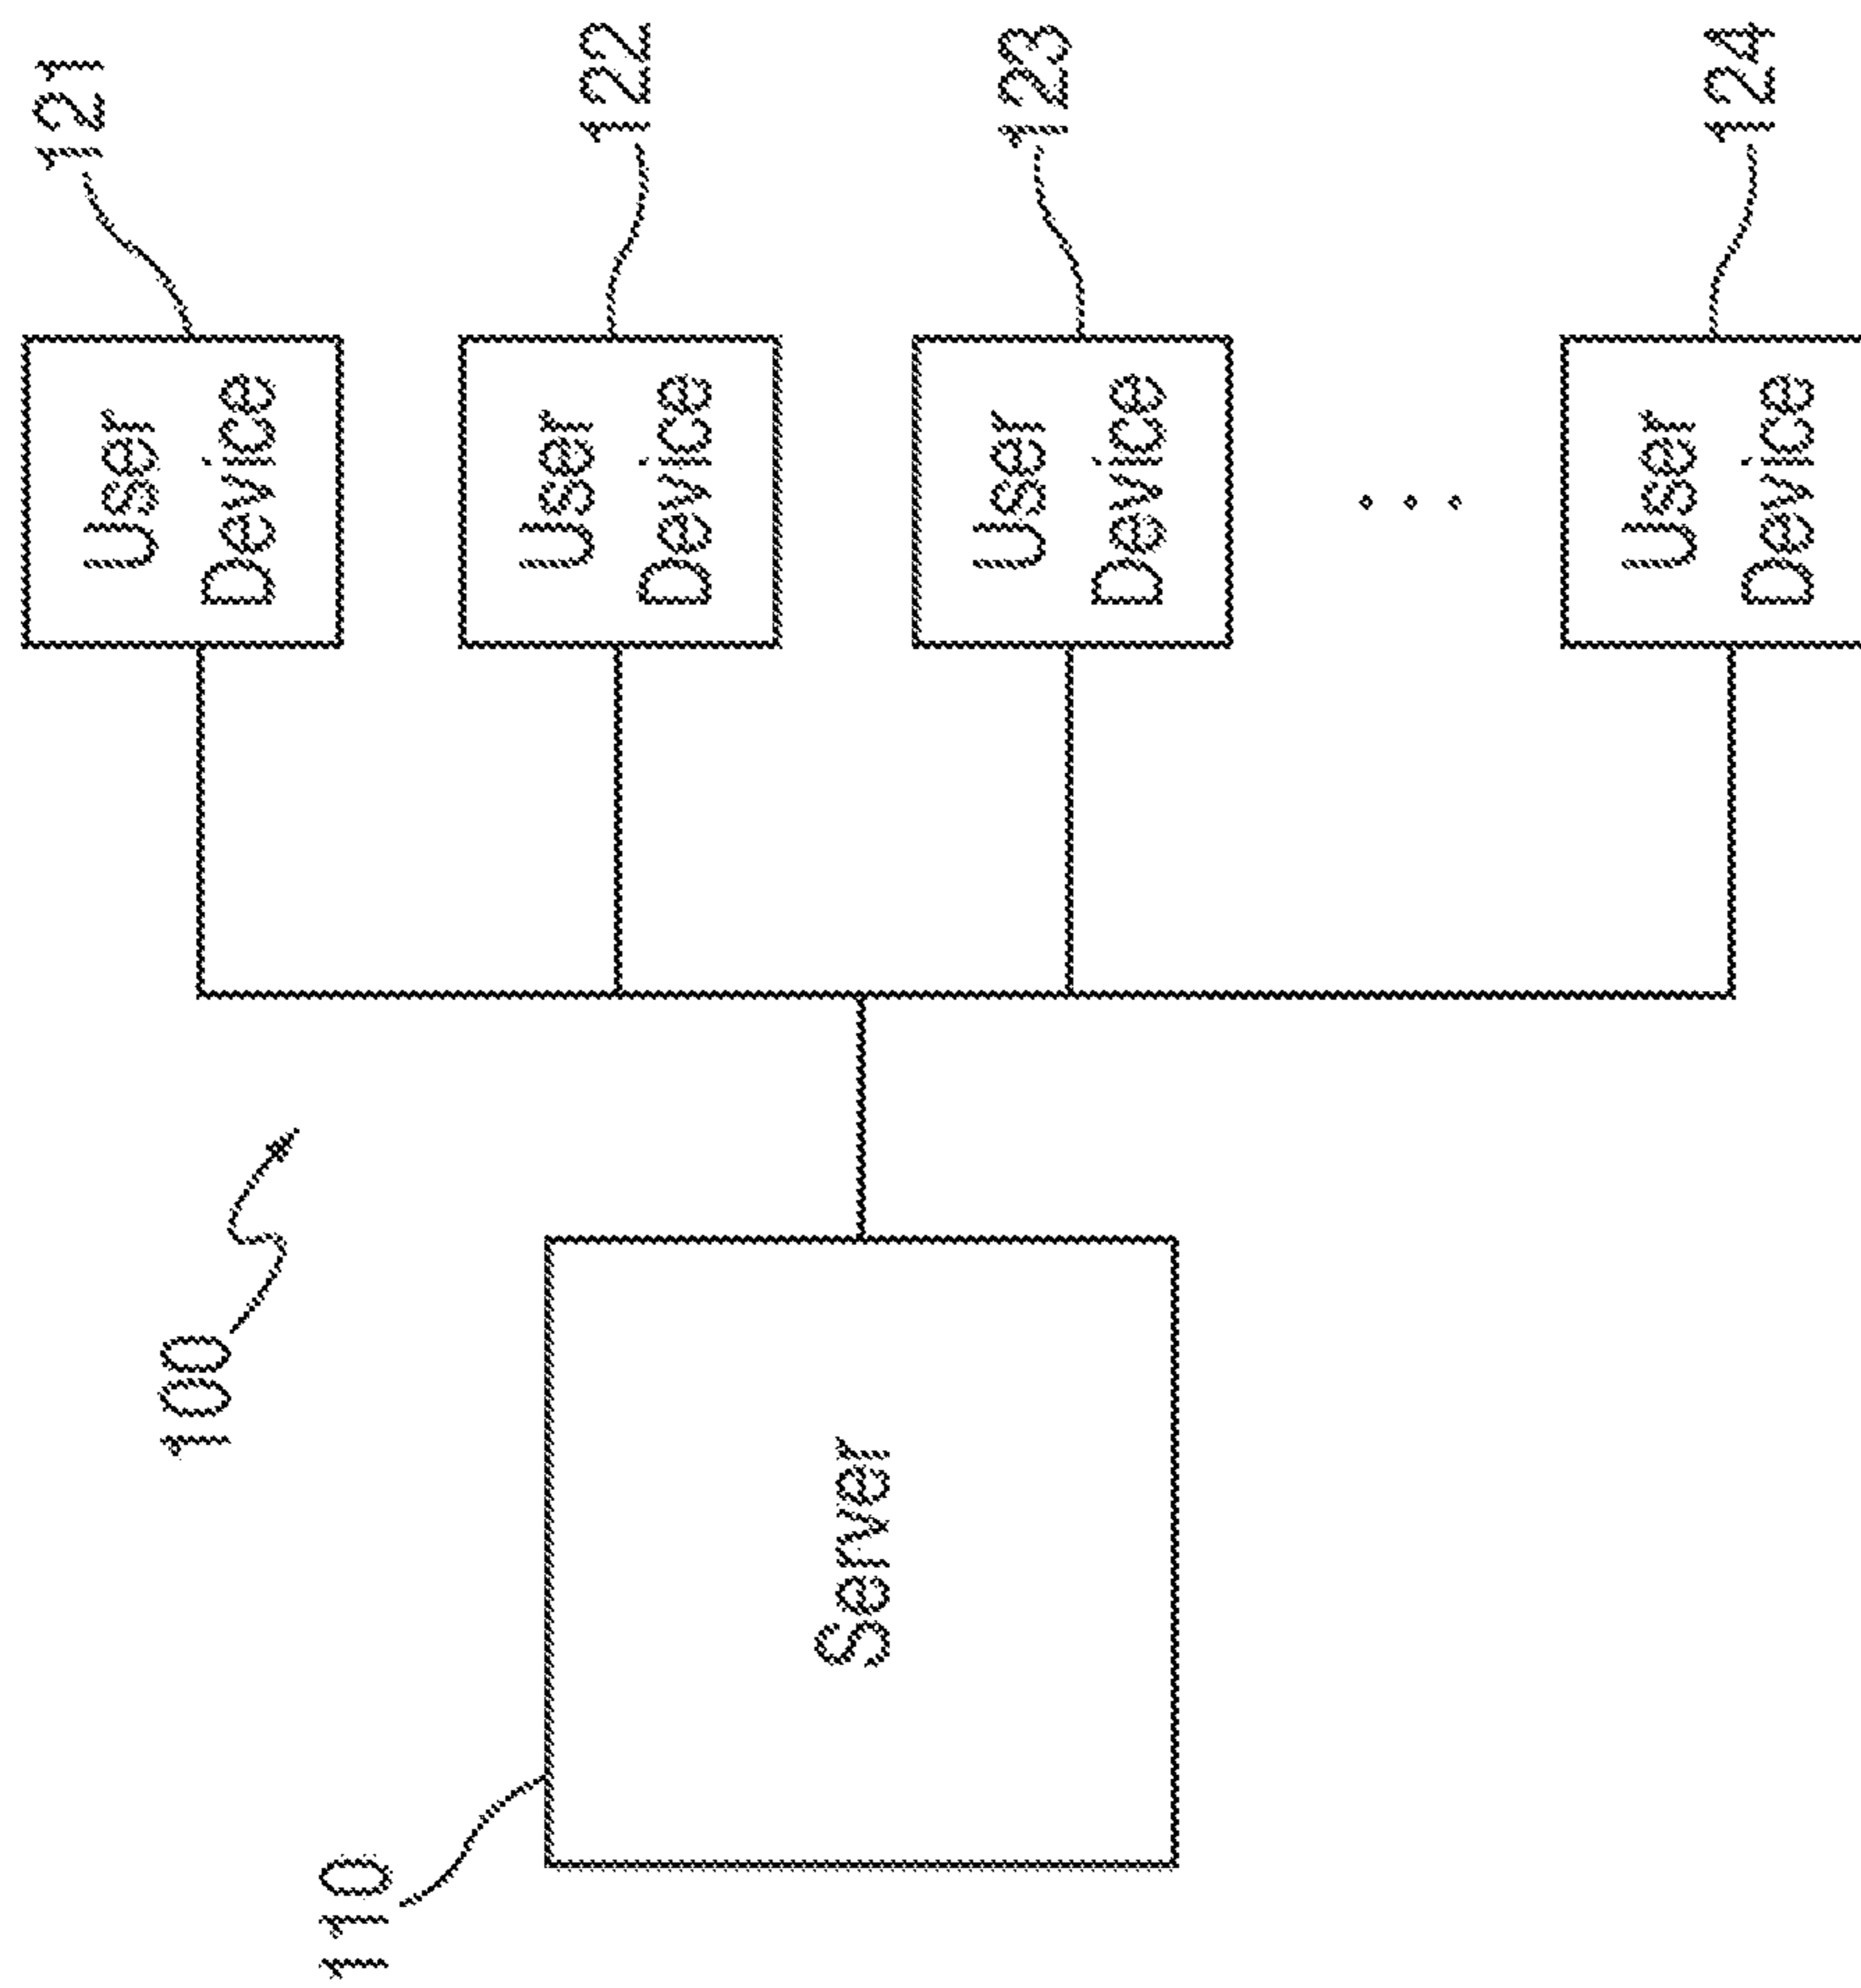 100
110
Server
User
Device
121
User
Device
122
User
Device
123
. . .
User
Device
124